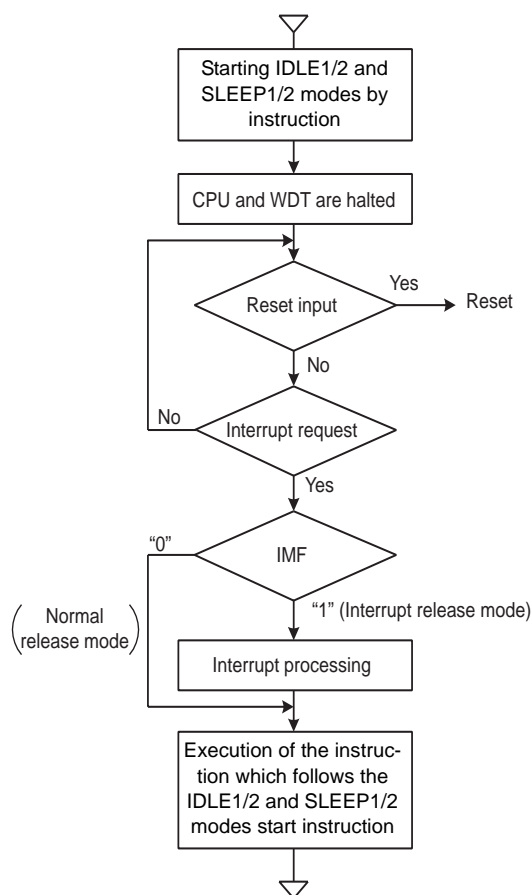 Starting IDLE1/2 and
SLEEP1/2 modes by
instruction
CPU and WDT are halted
Reset input
Yes
Reset
No
No
Interrupt request
Yes
“0”
IMF
“1” (Interrupt release mode)
Normal
release mode
Interrupt processing
Execution of the instruc-
tion which follows the
IDLE1/2 and SLEEP1/2
modes start instruction